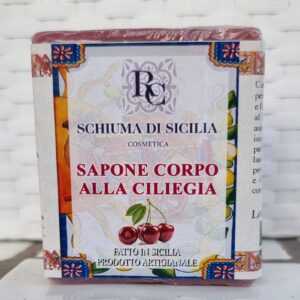 RC
SCHIUMA DI SICILIA
COSMETICA
SAPONE CORPO
ALLA CILIEGIA
FATTO IN SICILIA
PRODOTTO ARTIGIANALE